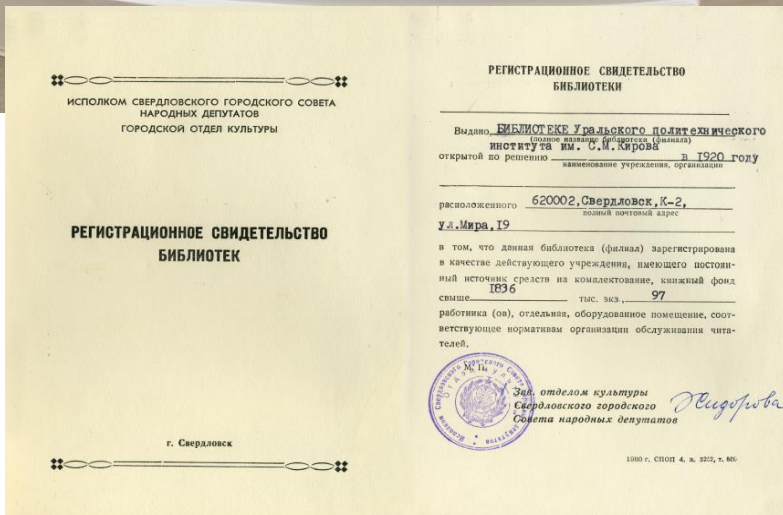 ИСПОЛКОМ СВЕРДЛОВСКОГО ГОРОДСКОГО СОВЕТА
НАРОДНЫХ ДЕПУТАТОВ
ГОРОДСКОЙ ОТДЕЛ КУЛЬТУРЫ
РЕГИСТРАЦИОННОЕ СВИДЕТЕЛЬСТВО
БИБЛИОТЕК
г. Свердловск
РЕГИСТРАЦИОННОЕ СВИДЕТЕЛЬСТВО
БИБЛИОТЕКИ
Выдано БИБЛИОТЕКЕ Уральского политехнического
(полное название библиотеки (филиала)
института им. С.М.Кирова
открытой по решению в 1920 году
наименование учреждения, организации
расположенного 620002,Свердловск,К-2,
полный почтовый адрес
ул.Мира,19
в том, что данная библиотека (филиал) зарегистрирована
в качестве действующего учреждения, имеющего постоян-
ный источник средств на комплектование, книжный фонд
свыше 1836 тыс. экз., 97
работника (ов), отдельная, оборудованное помещение, соот-
ветствующее нормативам организации обслуживания чита-
телей.
М. П.
Зав. отделом культуры
Свердловского городского
Совета народных депутатов
1980 г. СПОП 4, з. 3252, т.